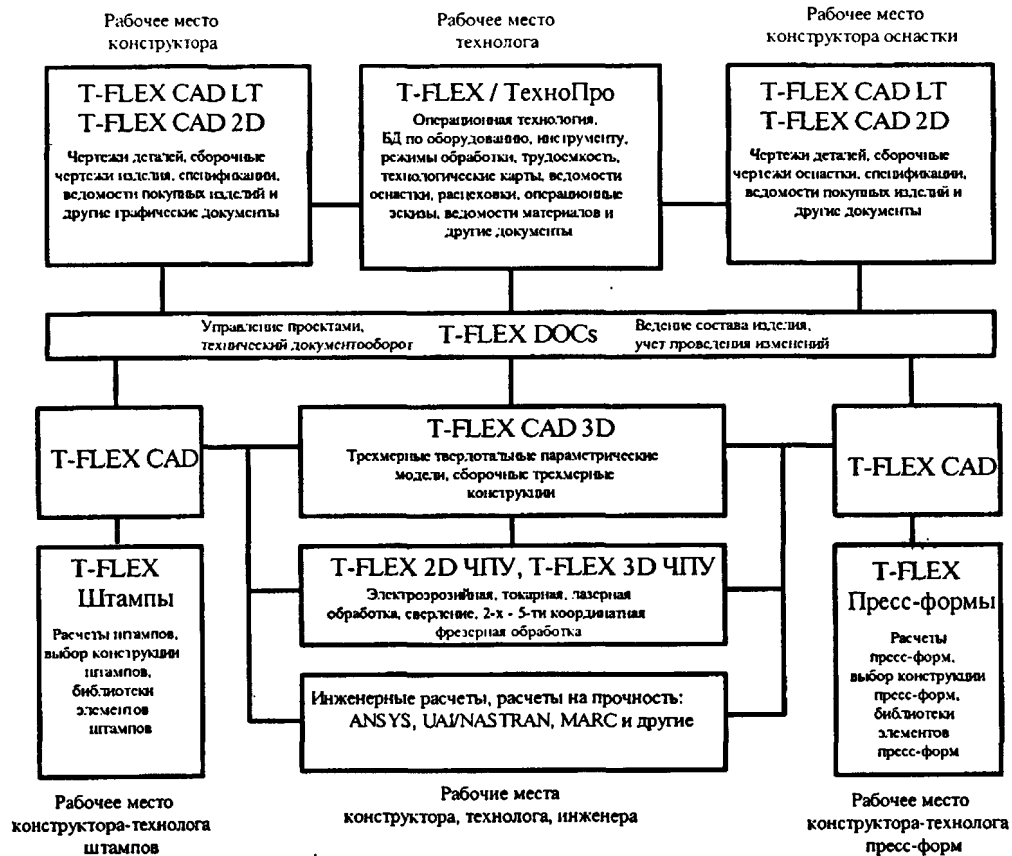 Рабочее место
конструктора
T-FLEX CAD LT
T-FLEX CAD 2D
Чертежи деталей, сборочные
чертежи изделия, спецификации,
ведомости покупных изделий и
другие графические документы
Рабочее место
технолога
T-FLEX / ТехноПро
Операционная технология,
БД по оборудованию, инструменту,
режимы обработки, трудоемкость,
технологические карты, ведомости
оснастки, расцеховки, операционные
эскизы, ведомости материалов и
другие документы
Рабочее место
конструктора оснастки
T-FLEX CAD LT
T-FLEX CAD 2D
Чертежи деталей, сборочные
чертежи оснастки, спецификации,
ведомости покупных изделий и
другие документы
Управление проектами,
технический документооборот
T-FLEX DOCs
Ведение состава изделия,
учет проведения изменений
T-FLEX CAD
T-FLEX CAD 3D
Трехмерные твердотальные параметрические
модели, сборочные трехмерные
конструкции
T-FLEX CAD
T-FLEX
Штампы
Расчеты штампов,
выбор конструкции
штампов,
библиотеки
элементов
штампов
T-FLEX 2D ЧПУ, T-FLEX 3D ЧПУ
Электроэрозийная, токарная, лазерная
обработка, сверление, 2-х - 5-ти координатная
фрезерная обработка
Инженерные расчеты, расчеты на прочность:
ANSYS, UAI/NASTRAN, MARC и другие
T-FLEX
Пресс-формы
Расчеты
пресс-форм,
выбор конструкции
пресс-форм,
библиотеки
элементов
пресс-форм
Рабочее место
конструктора-технолога
штампов
Рабочие места
конструктора, технолога, инженера
Рабочее место
конструктора-технолога
пресс-форм